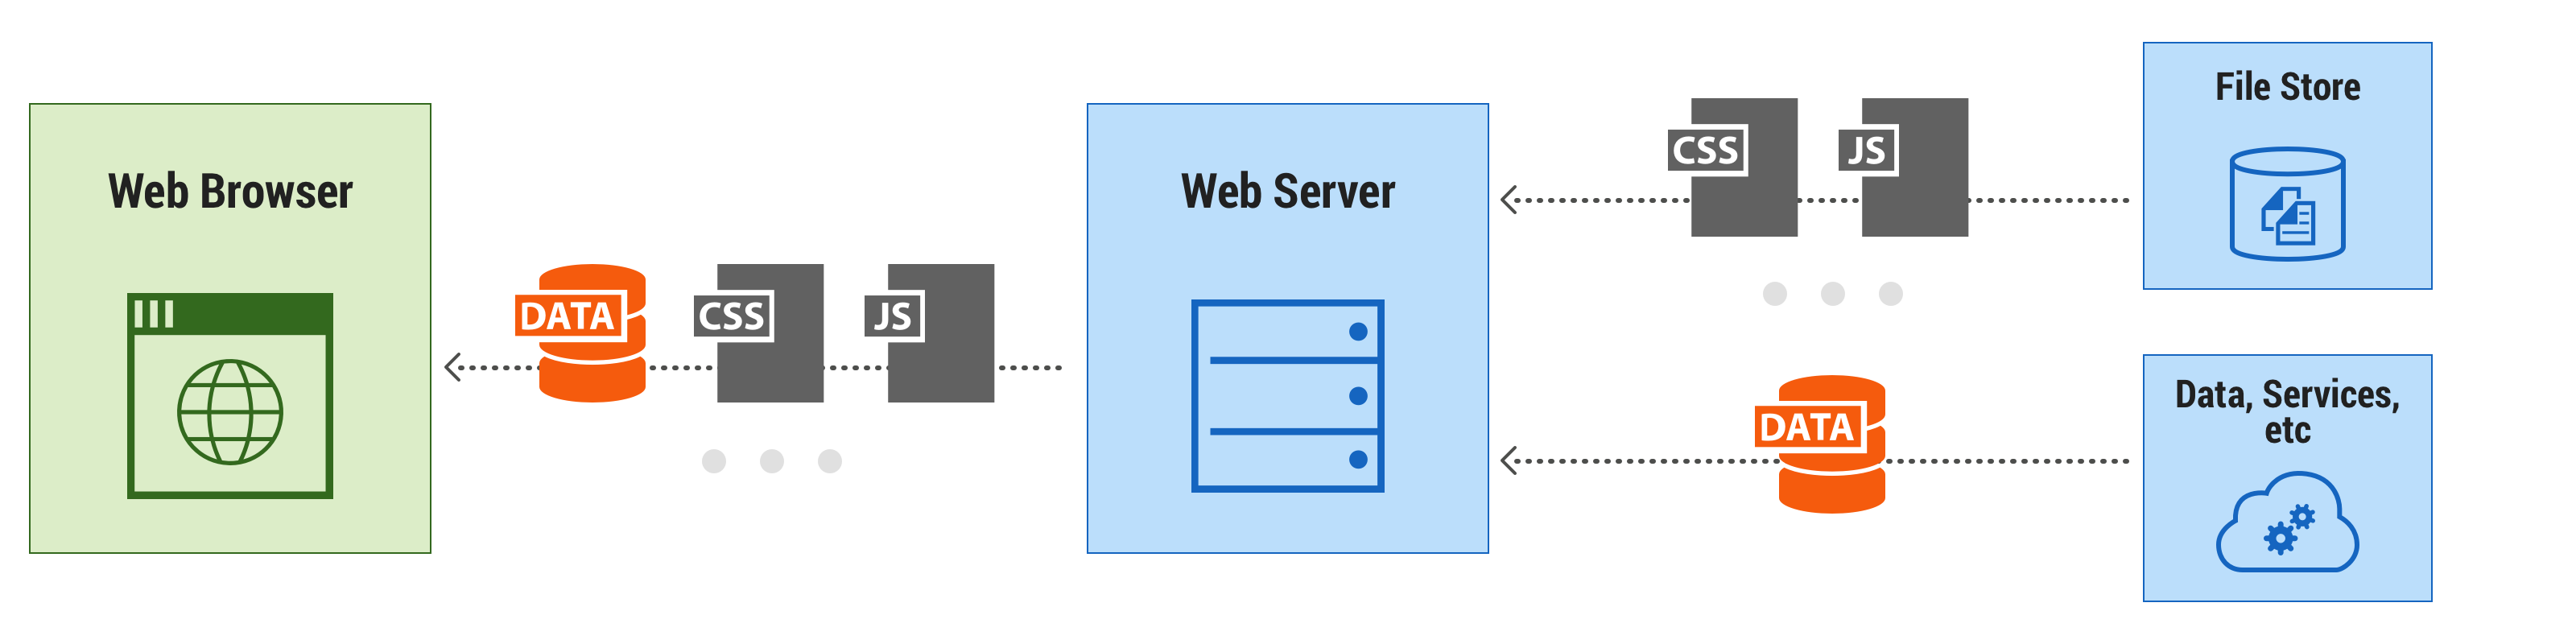 Web Browser
DATA
CSS
JS
Web Server
CSS
JS
DATA
File Store
Data, Services,
etc